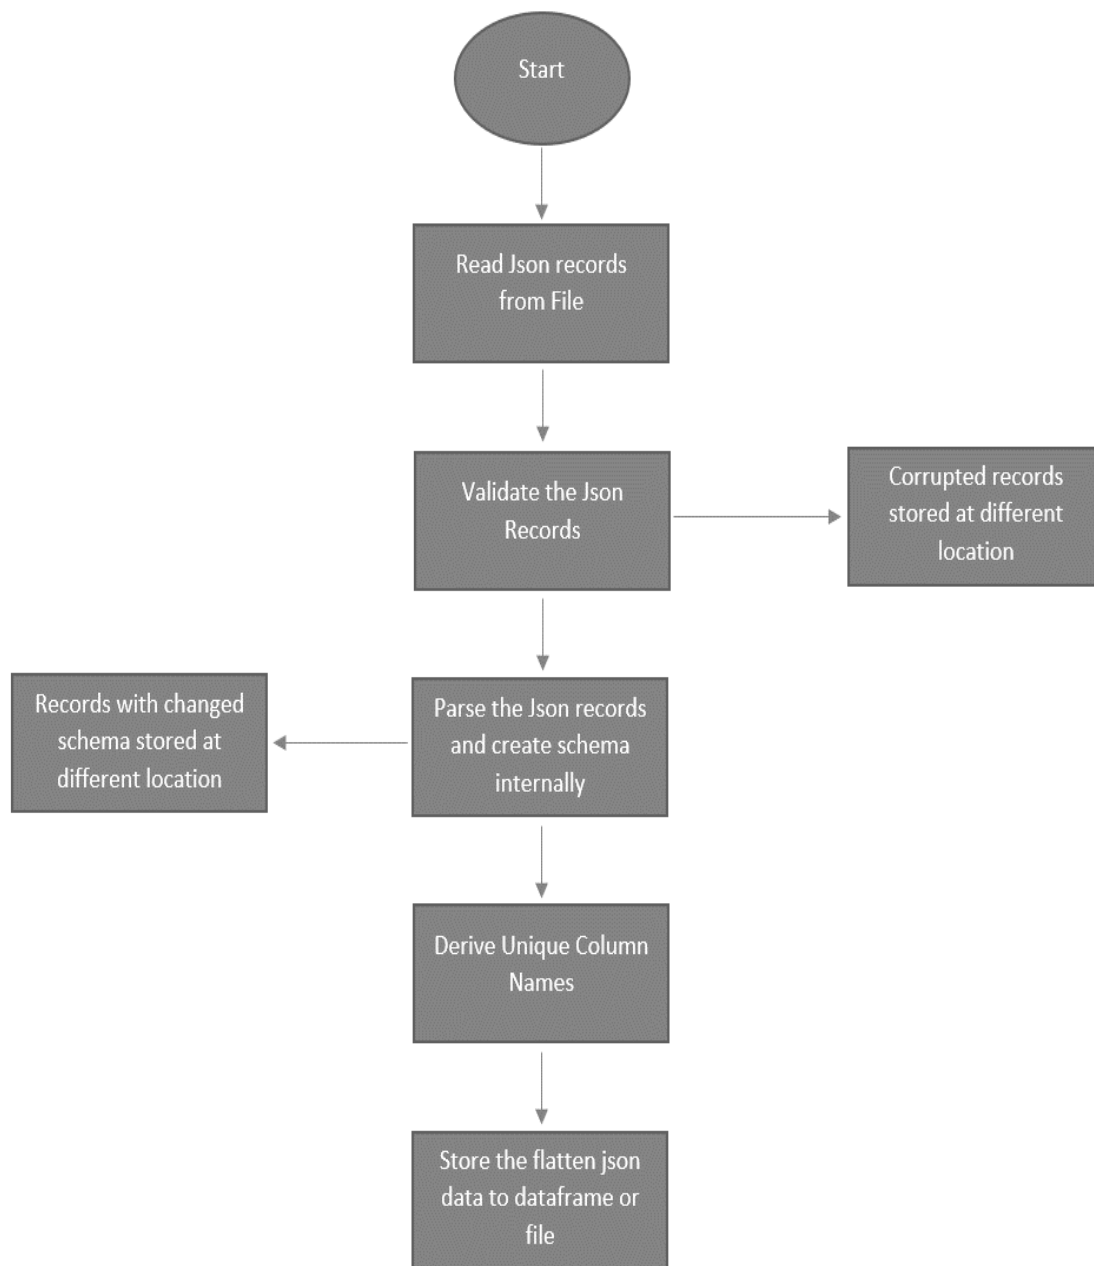 Start
Read Json records
from File
Validate the Json
Records
Corrupted records
stored at different
location
Records with changed
schema stored at
different location
Parse the Json records
and create schema
internally
Derive Unique Column
Names
Store the flatten json
data to dataframe or
file